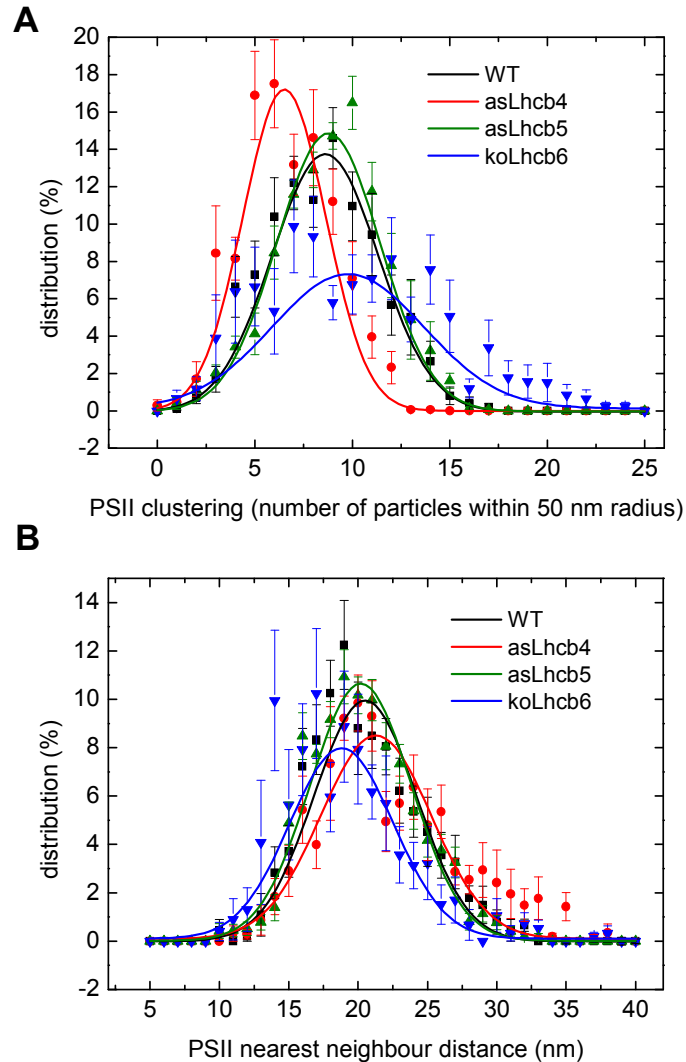 A
20
18
16
14
12
10
8
6
4
2
0
-2
distribution (%)
WT
asLhcb4
asLhcb5
koLhcb6
0 5 10 15 20 25
PSII clustering (number of particles within 50 nm radius)
B
14
12
10
8
6
4
2
0
-2
distribution (%)
WT
asLhcb4
asLhcb5
koLhcb6
5 10 15 20 25 30 35 40
PSII nearest neighbour distance (nm)